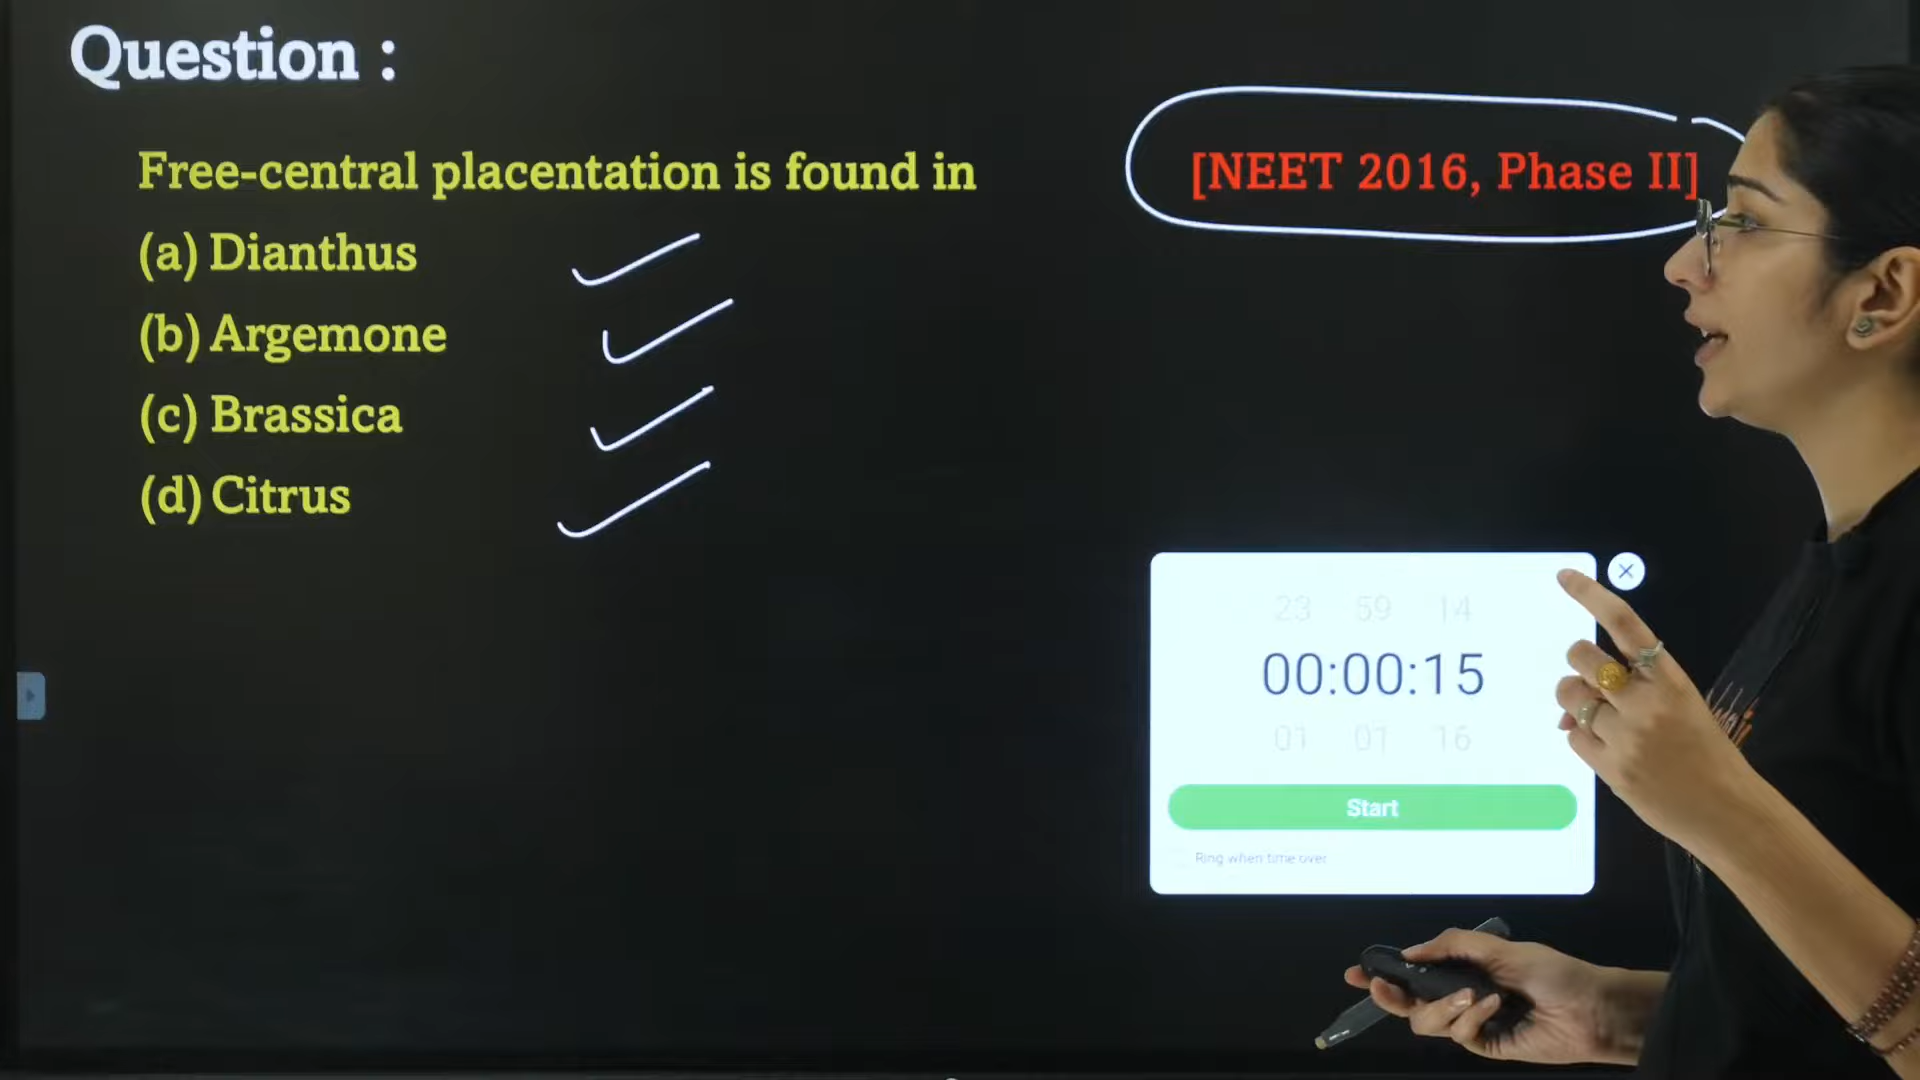 Question :
Free-central placentation is found in [NEET 2016, Phase II]
(a) Dianthus
(b) Argemone
(c) Brassica
(d) Citrus
23 59 14
00:00:15
01 01 16
Start
Ring when time over